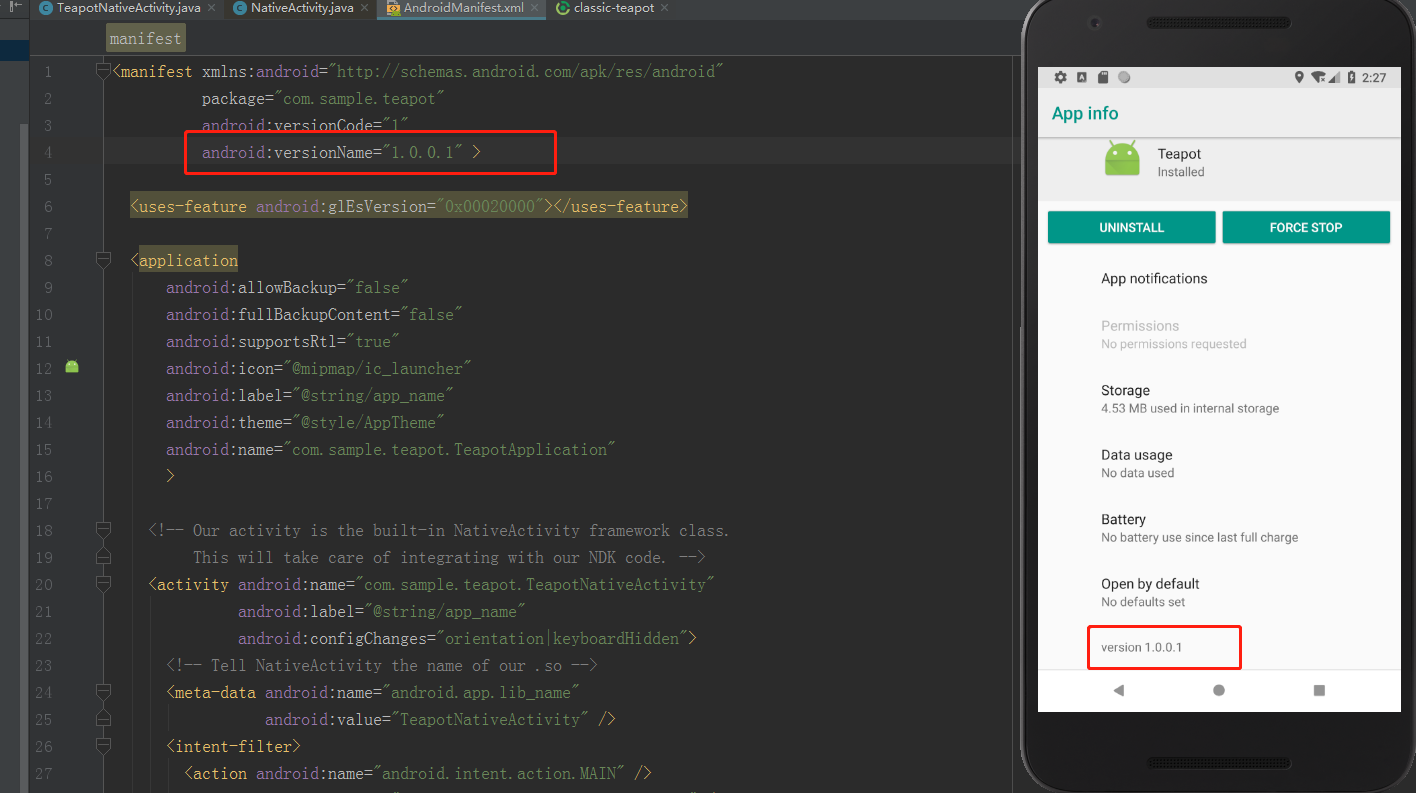 TeapotNativeActivity.java
NativeActivity.java
AndroidManifest.xml
classic-teapot
manifest
1 <manifest xmlns:android="http://schemas.android.com/apk/res/android"
2 package="com.sample.teapot"
3 android:versionCode="1"
4 android:versionName="1.0.0.1" >
5
6 <uses-feature android:glEsVersion="0x00020000"></uses-feature>
7
8 <application
9 android:allowBackup="false"
10 android:fullBackupContent="false"
11 android:supportsRtl="true"
12 android:icon="@mipmap/ic_launcher"
13 android:label="@string/app_name"
14 android:theme="@style/AppTheme"
15 android:name="com.sample.teapot.TeapotApplication"
16 >
17
18 <!-- Our activity is the built-in NativeActivity framework class.
19 This will take care of integrating with our NDK code. -->
20 <activity android:name="com.sample.teapot.TeapotNativeActivity"
21 android:label="@string/app_name"
22 android:configChanges="orientation|keyboardHidden">
23 <!-- Tell NativeActivity the name of our .so -->
24 <meta-data android:name="android.app.lib_name"
25 android:value="TeapotNativeActivity" />
26 <intent-filter>
27 <action android:name="android.intent.action.MAIN" />
2:27
App info
Teapot
Installed
UNINSTALL
FORCE STOP
App notifications
Permissions
No permissions requested
Storage
4.53 MB used in internal storage
Data usage
No data used
Battery
No battery use since last full charge
Open by default
No defaults set
version 1.0.0.1